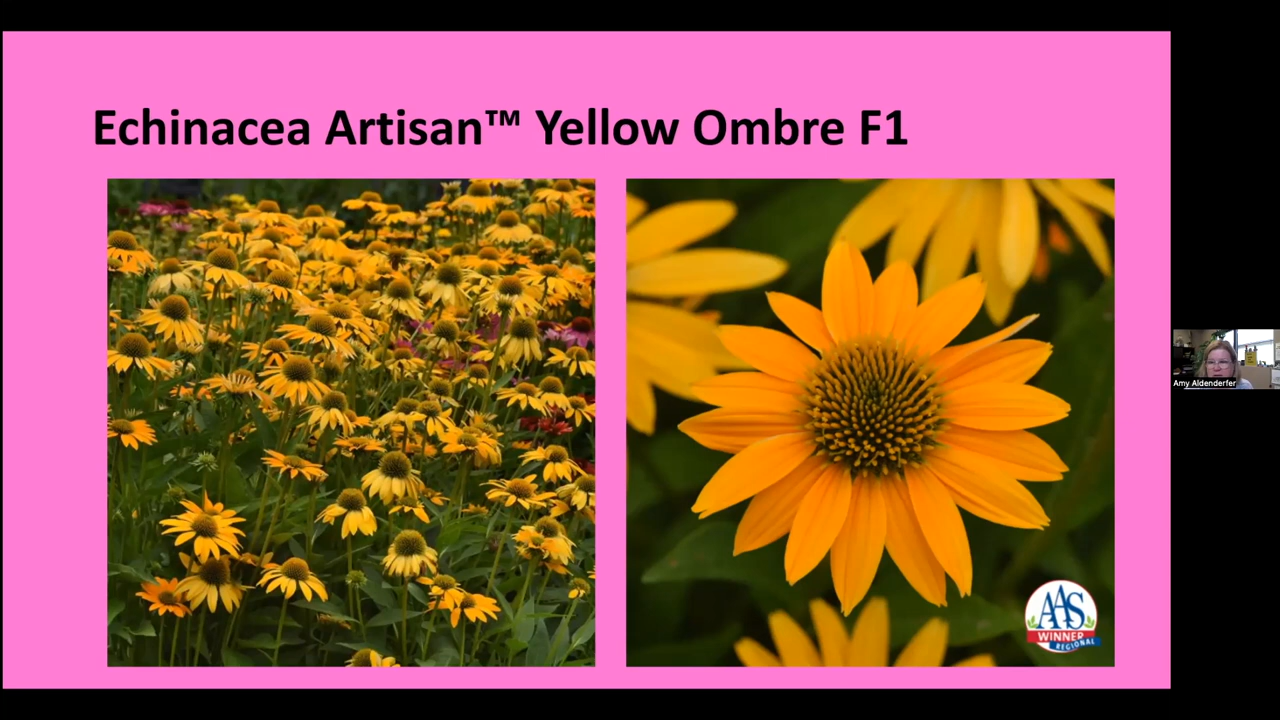 Echinacea Artisan™ Yellow Ombre F1
Amy Aldenderfer
AAS
WINNER
REGIONAL